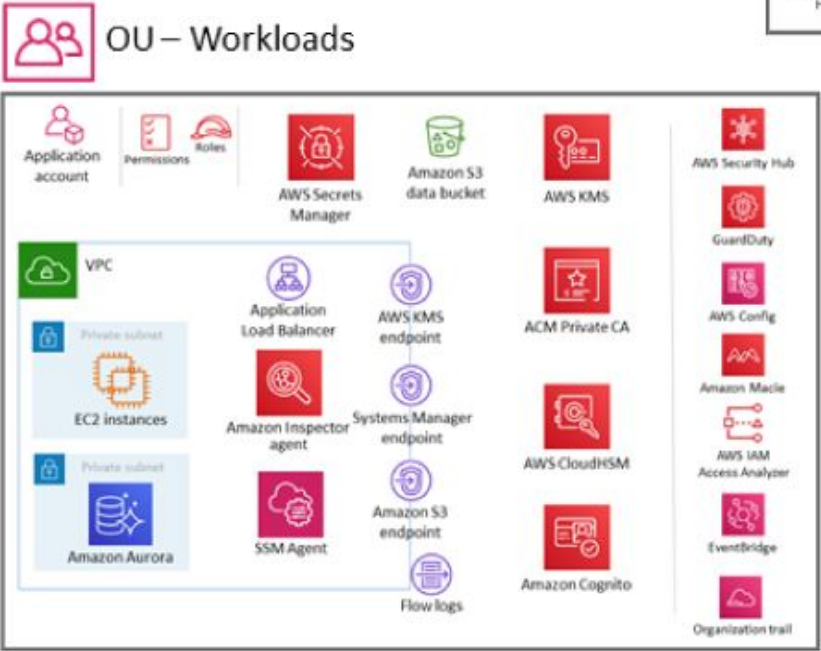 OU – Workloads
Application
account
Permissions
Roles
AWS Secrets
Manager
Amazon S3
data bucket
AWS KMS
AWS Security Hub
GuardDuty
VPC
Application
Load Balancer
AWS KMS
endpoint
ACM Private CA
AWS Config
Private subnet
EC2 instances
Amazon Inspector
agent
Systems Manager
endpoint
AWS CloudHSM
Amazon Macie
AWS IAM
Access Analyzer
Private subnet
Amazon Aurora
SSM Agent
Amazon S3
endpoint
Flow logs
Amazon Cognito
EventBridge
Organization trail